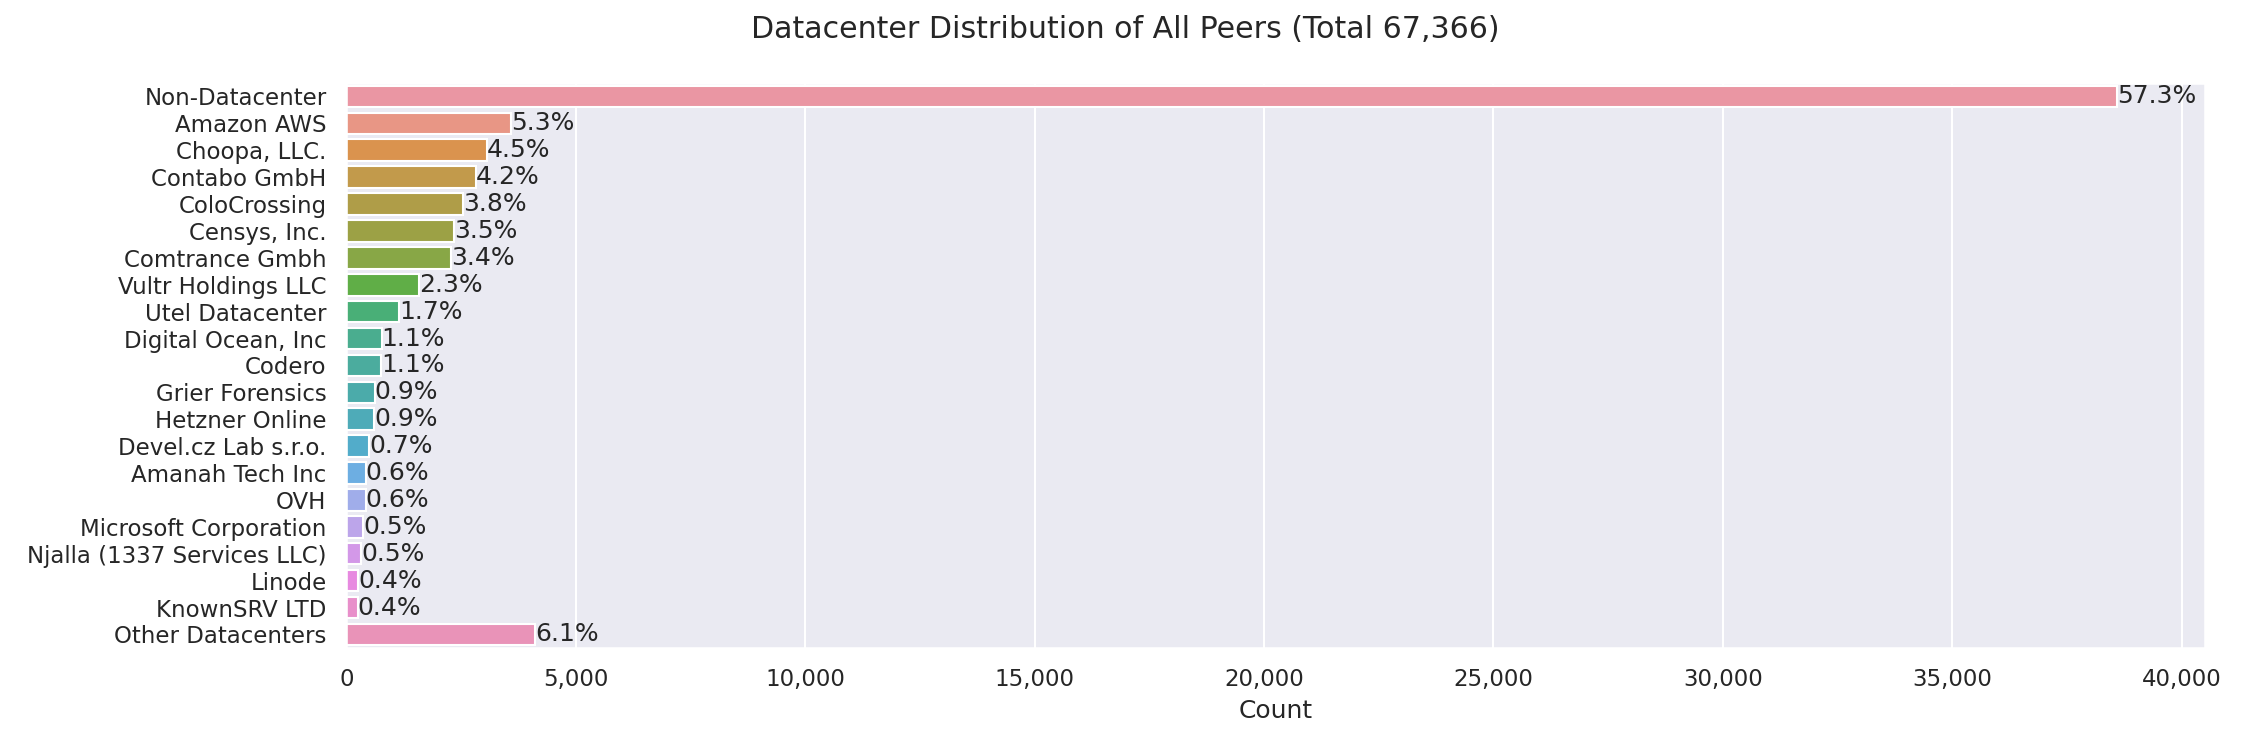 Datacenter Distribution of All Peers (Total 67,366)
Non-Datacenter 57.3%
Amazon AWS 5.3%
Choopa, LLC. 4.5%
Contabo GmbH 4.2%
ColoCrossing 3.8%
Censys, Inc. 3.5%
Comtrance Gmbh 3.4%
Vultr Holdings LLC 2.3%
Utel Datacenter 1.7%
Digital Ocean, Inc 1.1%
Codero 1.1%
Grier Forensics 0.9%
Hetzner Online 0.9%
Devel.cz Lab s.r.o. 0.7%
Amanah Tech Inc 0.6%
OVH 0.6%
Microsoft Corporation 0.5%
Njalla (1337 Services LLC) 0.5%
Linode 0.4%
KnownSRV LTD 0.4%
Other Datacenters 6.1%
0 5,000 10,000 15,000 20,000 25,000 30,000 35,000 40,000
Count